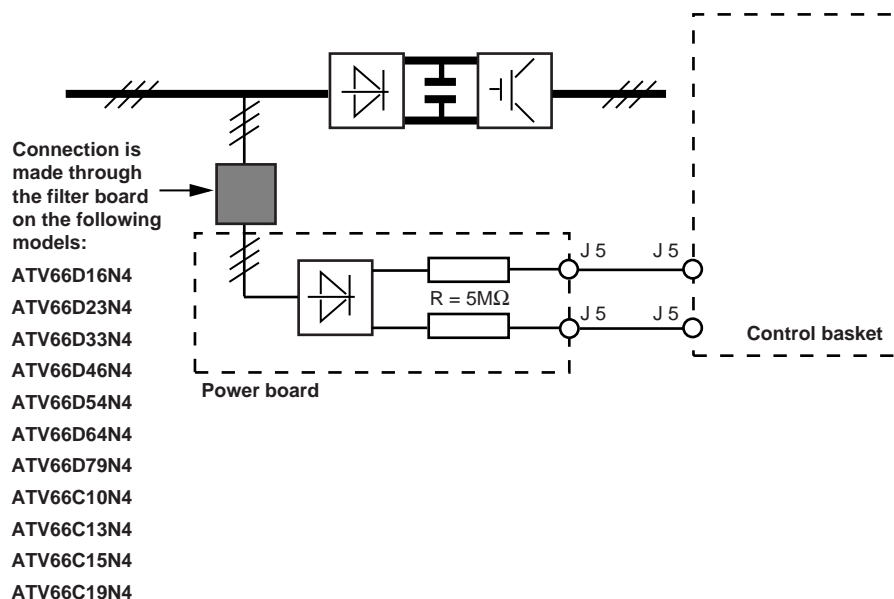 Connection is
made through
the filter board
on the following
models:
ATV66D16N4
ATV66D23N4
ATV66D33N4
ATV66D46N4
ATV66D54N4
ATV66D64N4
ATV66D79N4
ATV66C10N4
ATV66C13N4
ATV66C15N4
ATV66C19N4
J 5 J 5
R = 5MΩ
J 5 J 5
Control basket
Power board